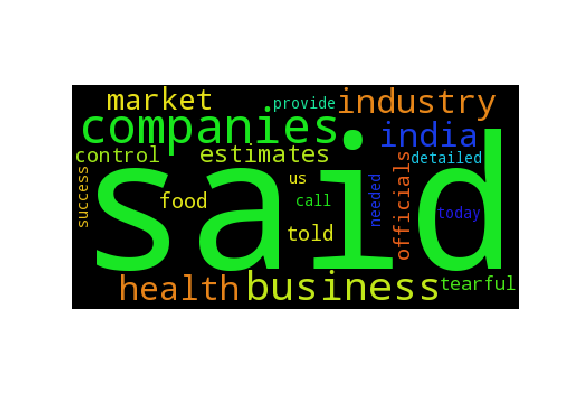 market
provide
industry
companies
india
control
estimates
detailed
said
success
food
us
call
needed
officials
today
told
health
business
tearful